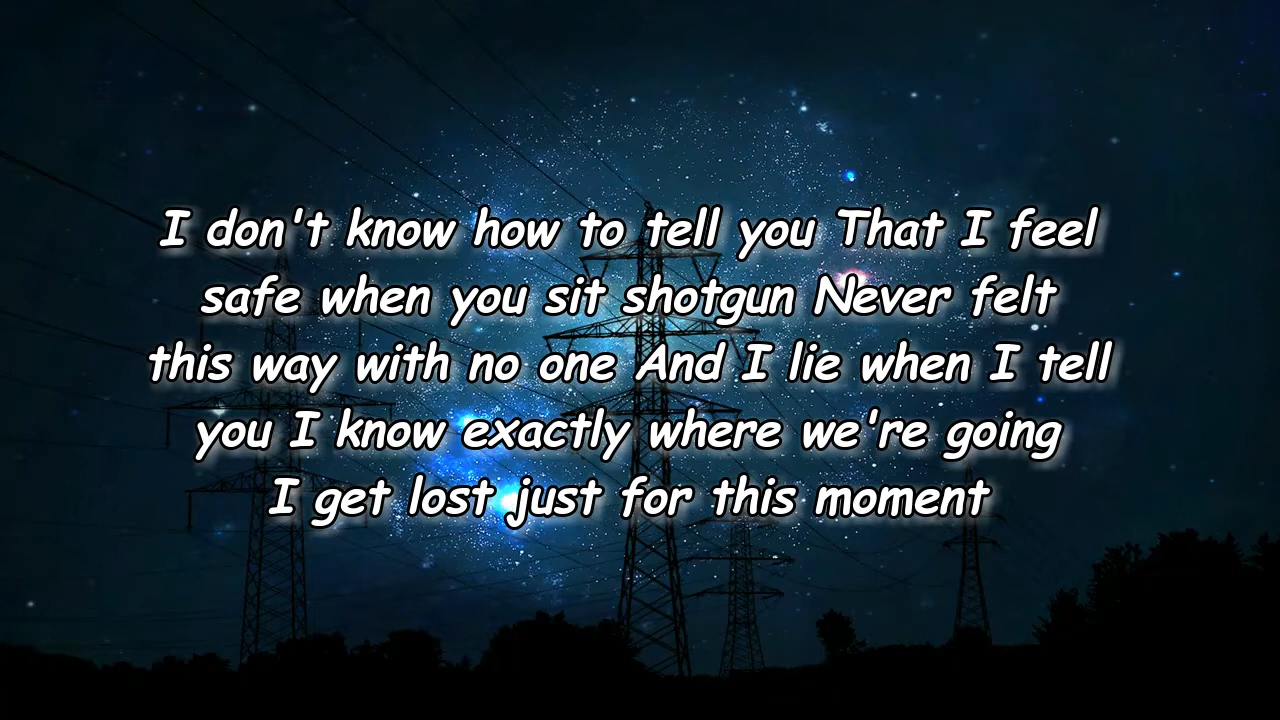 I don't know how to tell you That I feel
safe when you sit shotgun Never felt
this way with no one And I lie when I tell
you I know exactly where we're going
I get lost just for this moment